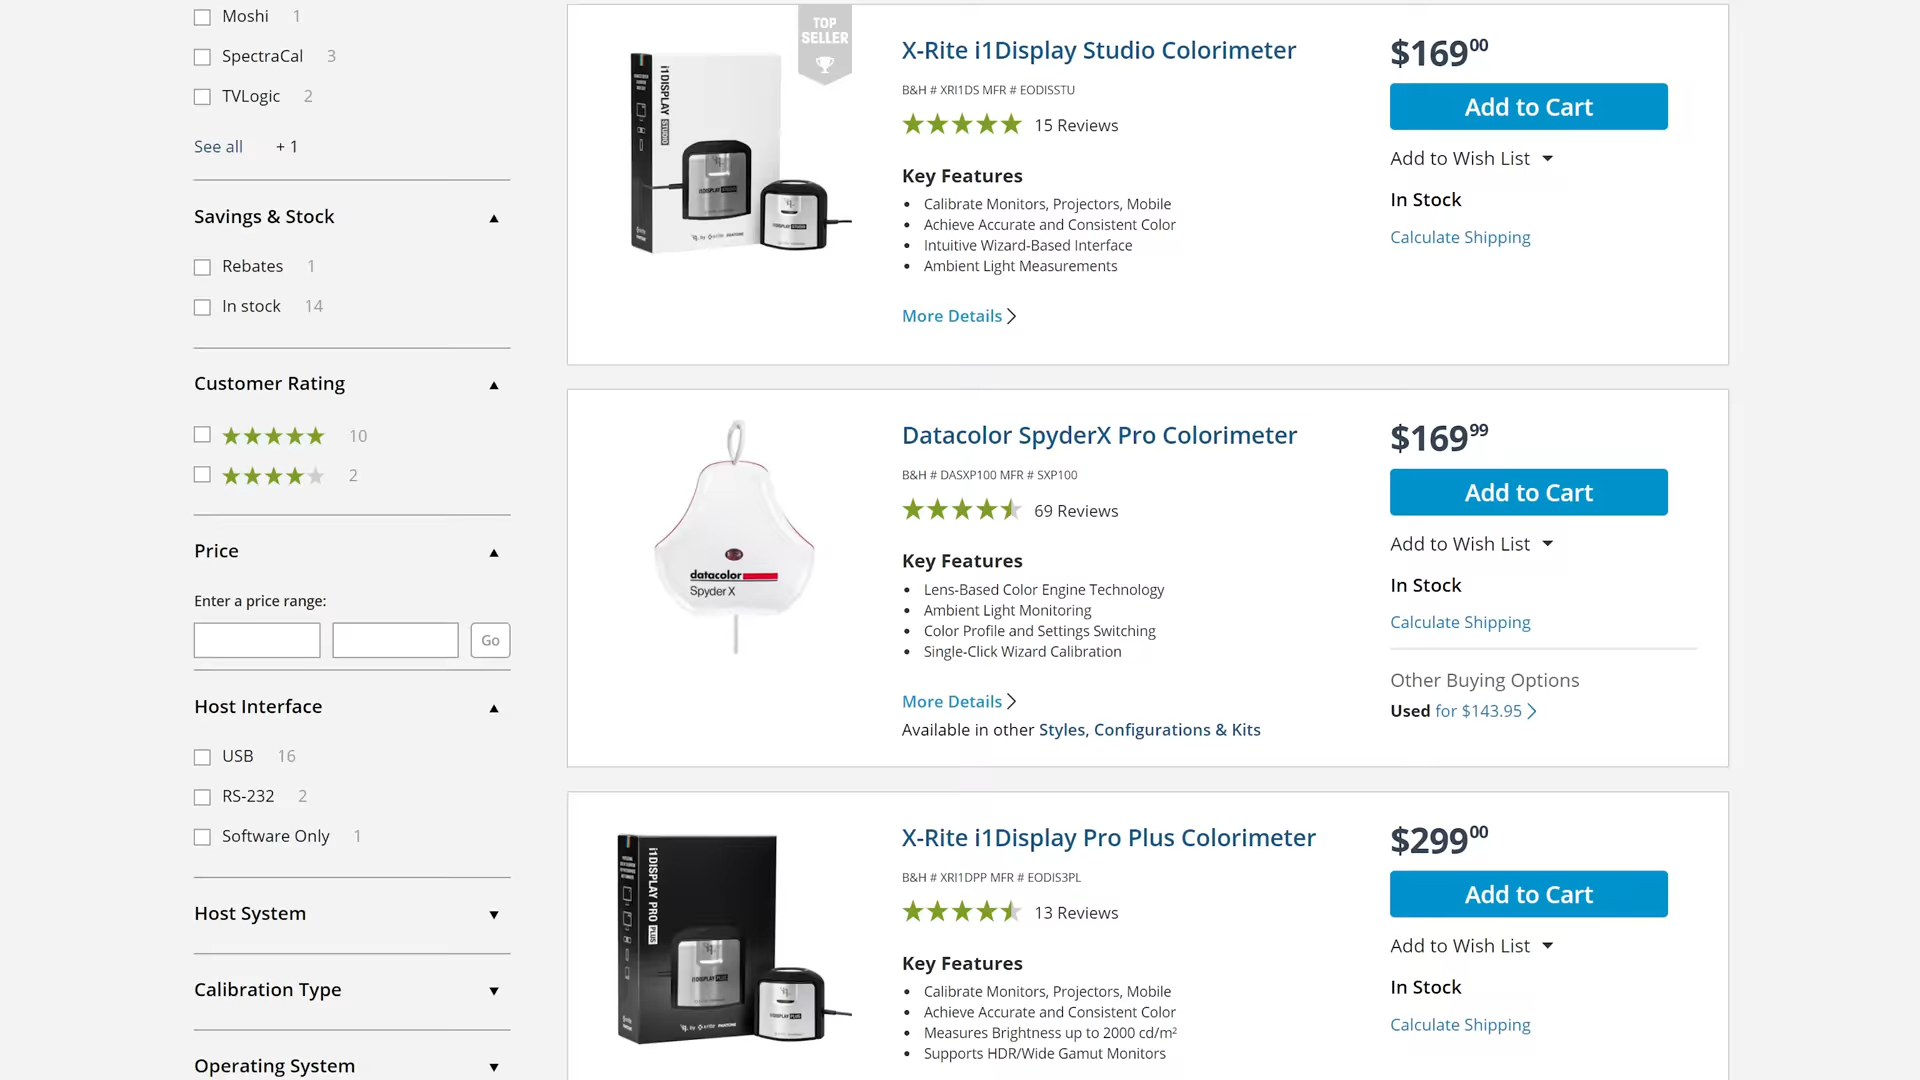 Moshi 1
SpectraCal 3
TVLogic 2
See all + 1
Savings & Stock
Rebates 1
In stock 14
Customer Rating
10
2
Price
Enter a price range:
Go
Host Interface
USB 16
RS-232 2
Software Only 1
Host System
Calibration Type
Operating System
TOP
SELLER
i1DISPLAY STUDIO
X-Rite i1Display Studio Colorimeter
B&H # XRI1DS MFR # EODISSTU
15 Reviews
Key Features
Calibrate Monitors, Projectors, Mobile
Achieve Accurate and Consistent Color
Intuitive Wizard-Based Interface
Ambient Light Measurements
More Details
$169 00
Add to Cart
Add to Wish List
In Stock
Calculate Shipping
datacolor
Spyder X
Datacolor SpyderX Pro Colorimeter
B&H # DASXP100 MFR # SXP100
69 Reviews
Key Features
Lens-Based Color Engine Technology
Ambient Light Monitoring
Color Profile and Settings Switching
Single-Click Wizard Calibration
More Details
Available in other Styles, Configurations & Kits
$169 99
Add to Cart
Add to Wish List
In Stock
Calculate Shipping
Other Buying Options
Used for $143.95
i1DISPLAY PRO PLUS
X-Rite i1Display Pro Plus Colorimeter
B&H # XRI1DPP MFR # EODIS3PL
13 Reviews
Key Features
Calibrate Monitors, Projectors, Mobile
Achieve Accurate and Consistent Color
Measures Brightness up to 2000 cd/m²
Supports HDR/Wide Gamut Monitors
$299 00
Add to Cart
Add to Wish List
In Stock
Calculate Shipping